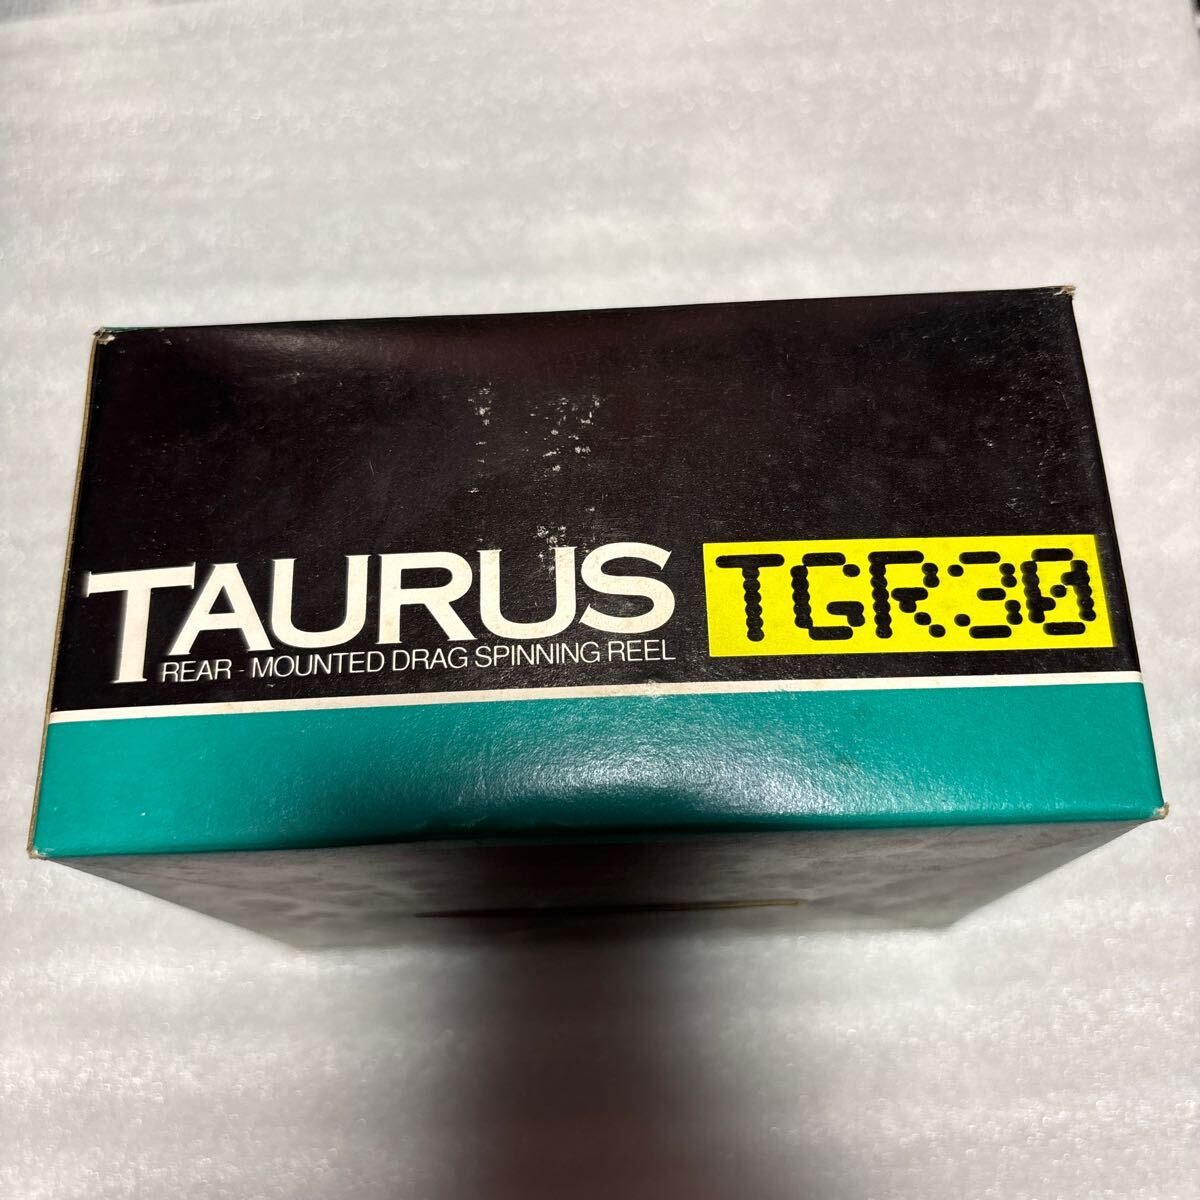 TAURUS TGR30
REAR - MOUNTED DRAG SPINNING REEL